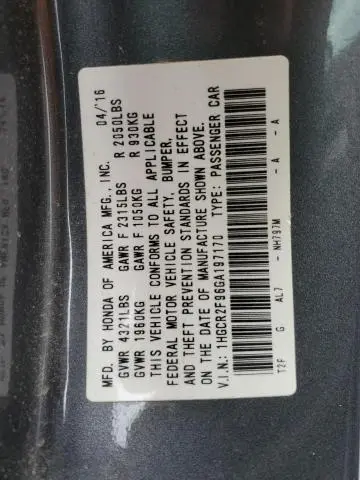 MFD. BY HONDA OF AMERICA MFG., INC. 04/16
GVWR 4321LBS GAWR F 2315LBS R 2050LBS
GVWR 1960KG GAWR F 1050KG R 930KG
THIS VEHICLE CONFORMS TO ALL APPLICABLE
FEDERAL MOTOR VEHICLE SAFETY, BUMPER,
AND THEFT PREVENTION STANDARDS IN EFFECT
ON THE DATE OF MANUFACTURE SHOWN ABOVE.
V.I.N.: 1HGCR2F96GA197170 TYPE: PASSENGER CAR
T2F G AL7 - NH797M - A - A